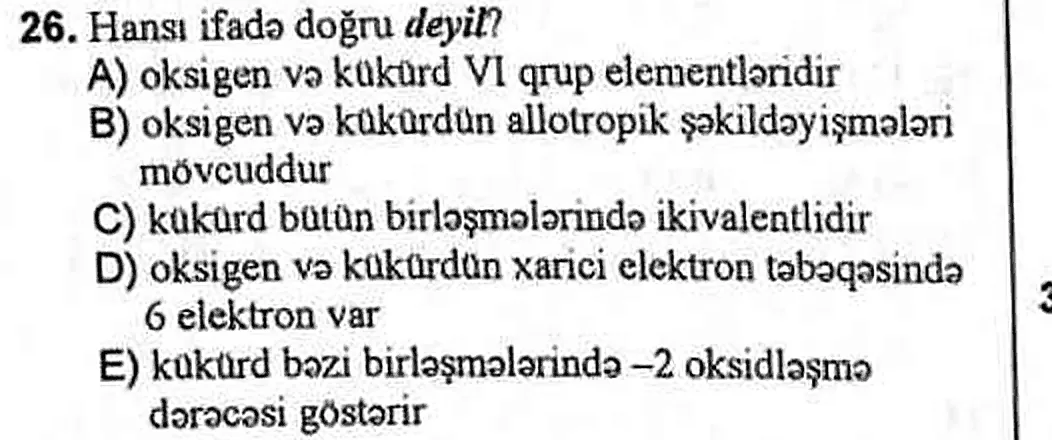 26. Hansı ifadə doğru deyil?
A) oksigen və kükürd VI qrup elementləridir
B) oksigen və kükürdün allotropik şəkildəyişmələri
mövcuddur
C) kükürd bütün birləşmələrində ikivalentlidir
D) oksigen və kükürdün xarici elektron təbəqəsində
6 elektron var
E) kükürd bəzi birləşmələrində –2 oksidləşmə
dərəcəsi göstərir